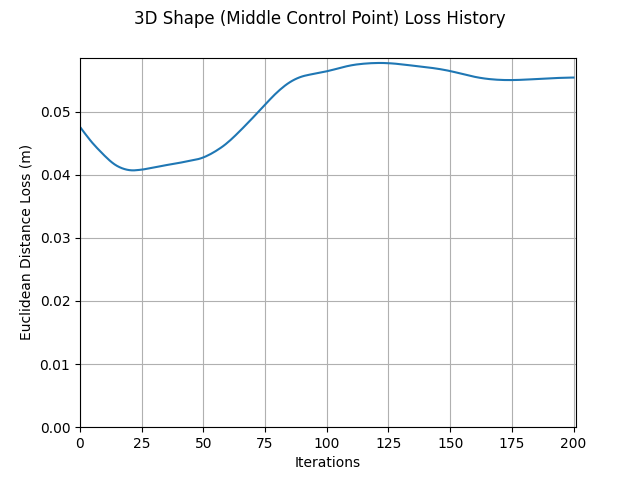 3D Shape (Middle Control Point) Loss History
Euclidean Distance Loss (m)
0.05
0.04
0.03
0.02
0.01
0.00
0 25 50 75 100 125 150 175 200
Iterations